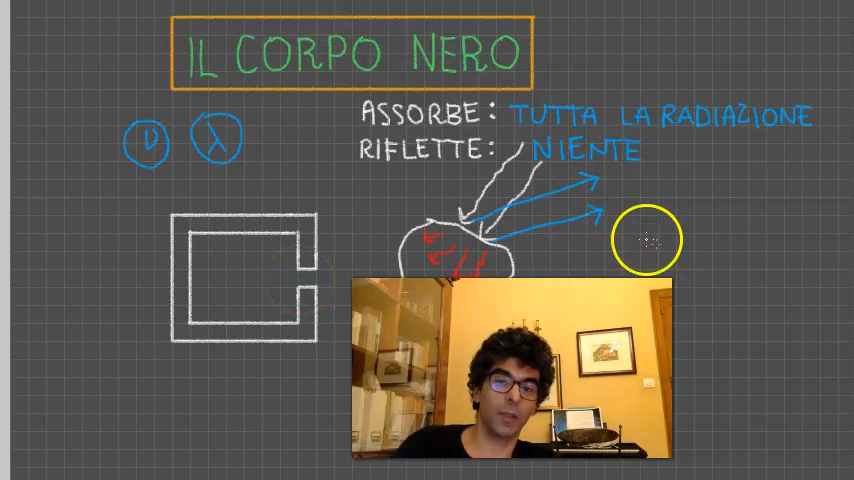 IL CORPO NERO
ASSORBE: TUTTA LA RADIAZIONE
RIFLETTE: NIENTE
ν λ